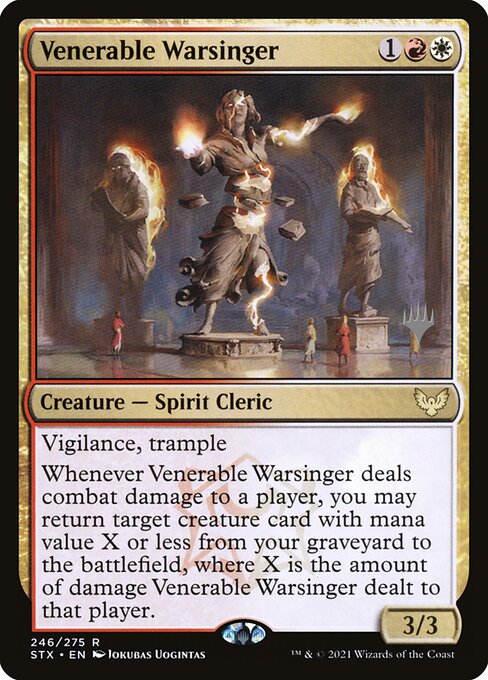 Venerable Warsinger 1
Creature — Spirit Cleric
Vigilance, trample
Whenever Venerable Warsinger deals
combat damage to a player, you may
return target creature card with mana
value X or less from your graveyard to
the battlefield, where X is the amount
of damage Venerable Warsinger dealt to
that player.
3/3
246/275 R
STX • EN Jokubas Uogintas
™ & © 2021 Wizards of the Coast